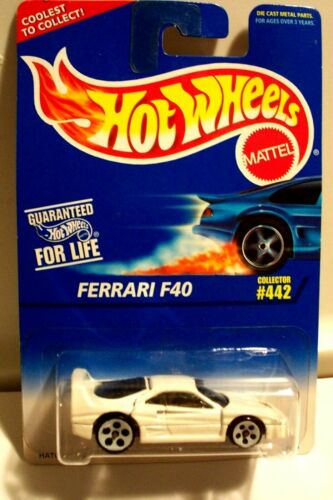 COOLEST
TO COLLECT!
DIE CAST METAL PARTS.
FOR AGES OVER 3 YEARS.
HOT WHEELS
MATTEL
GUARANTEED
Hot Wheels
FOR LIFE
FERRARI F40
COLLECTOR
#442